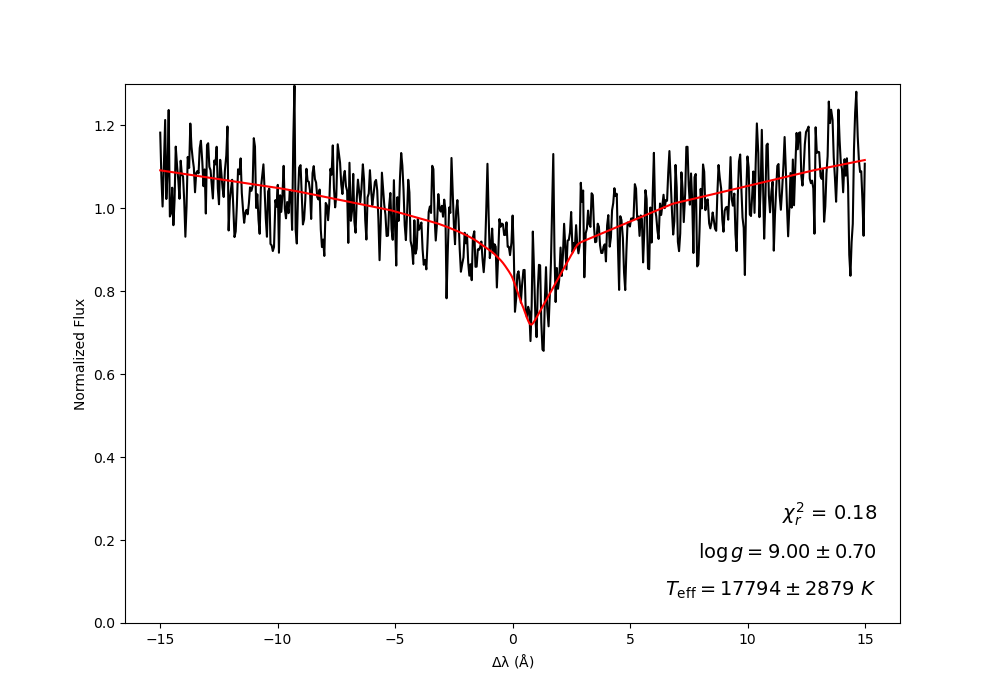 1.2
1.0
0.8
0.6
0.4
0.2
0.0
Normalized Flux
χ²ᵣ = 0.18
log g = 9.00 ± 0.70
T_eff = 17794 ± 2879 K
−15 −10 −5 0 5 10 15
Δλ (Å)